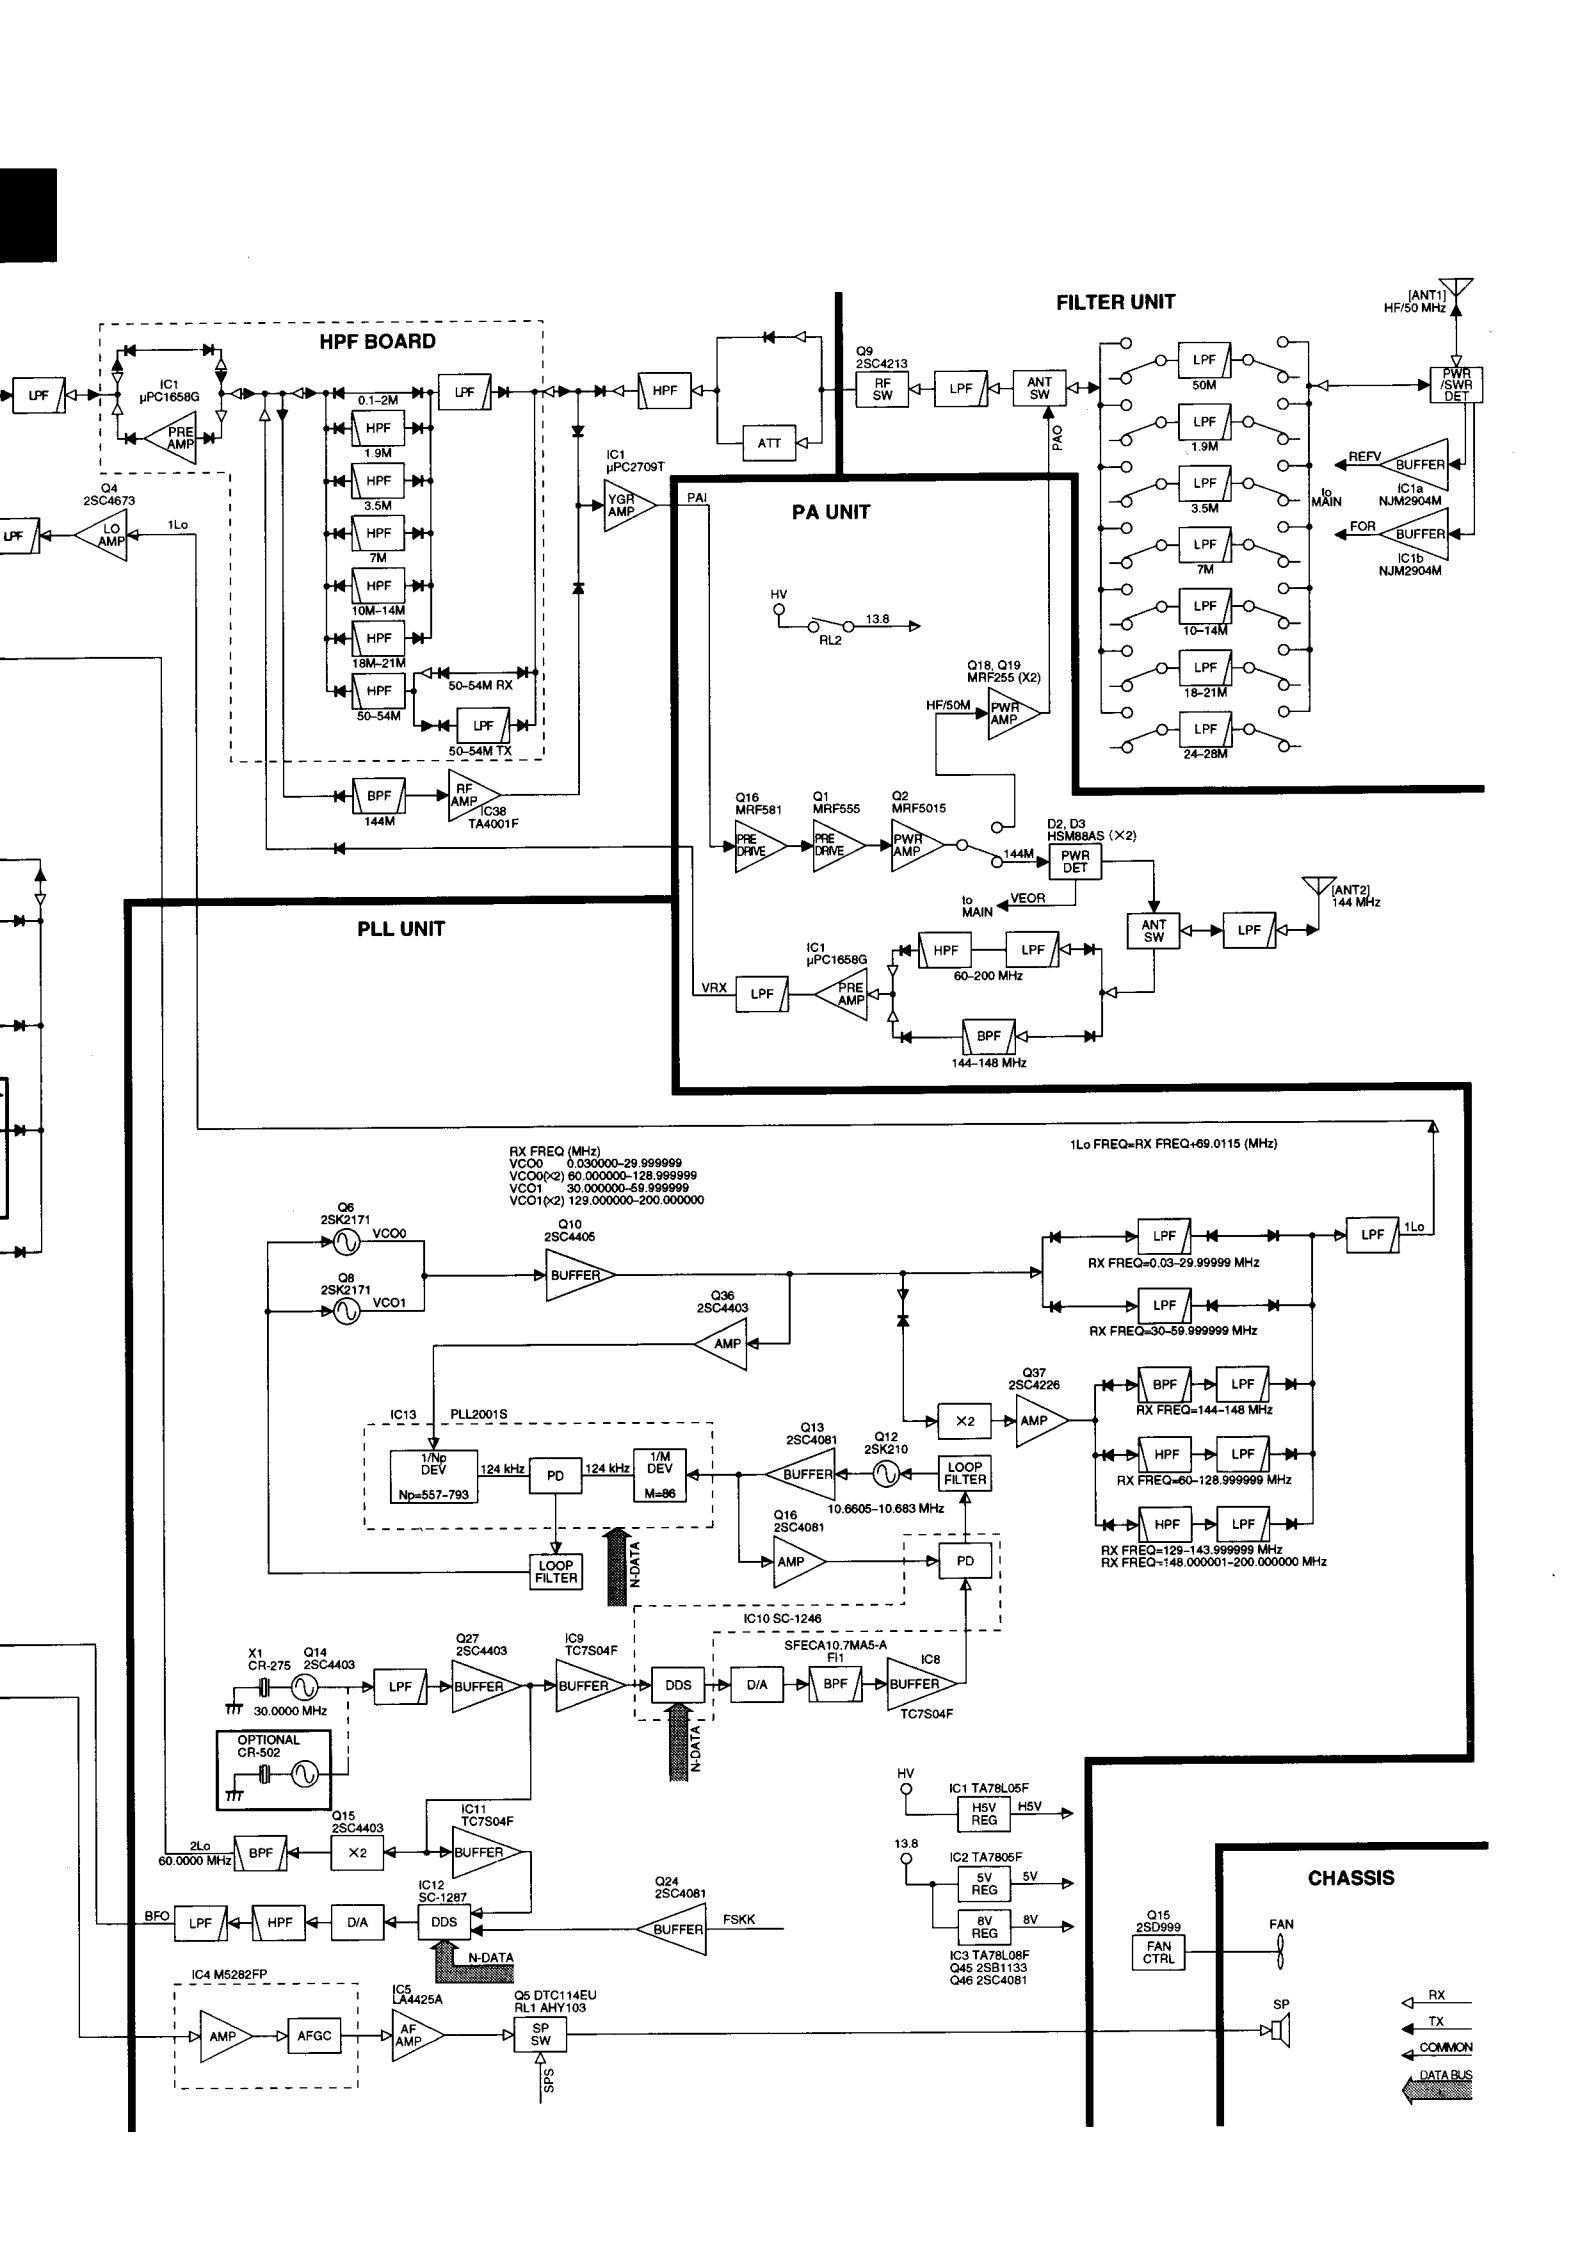 FILTER UNIT
[ANT1]
HF/50 MHz
HPF BOARD
IC1
µPC1658G
PRE
AMP
LPF
0.1–2M
HPF
1.9M
HPF
3.5M
HPF
7M
HPF
10M–14M
HPF
18M–21M
HPF
50–54M
LPF
50–54M RX
LPF
50–54M TX
BPF
144M
RF
AMP
IC38
TA4001F
LPF
Q4
2SC4673
LO
AMP
1Lo
LPF
HPF
ATT
IC1
µPC2709T
YGR
AMP
PAI
Q9
2SC4213
RF
SW
LPF
ANT
SW
PAO
LPF
50M
LPF
1.9M
LPF
3.5M
LPF
7M
LPF
10–14M
LPF
18–21M
LPF
24–28M
PWR
/SWR
DET
REFV
BUFFER
IC1a
NJM2904M
to
MAIN
FOR
BUFFER
IC1b
NJM2904M
PA UNIT
HV
RL2
13.8
Q18, Q19
MRF255 (X2)
HF/50M
PWR
AMP
Q16
MRF581
PRE
DRIVE
Q1
MRF555
PRE
DRIVE
Q2
MRF5015
PWR
AMP
144M
D2, D3
HSM88AS (X2)
PWR
DET
to
MAIN
VEOR
[ANT2]
144 MHz
ANT
SW
LPF
IC1
µPC1658G
PRE
AMP
VRX
LPF
HPF
LPF
60–200 MHz
BPF
144–148 MHz
PLL UNIT
1Lo FREQ=RX FREQ+69.0115 (MHz)
RX FREQ (MHz)
VCO0 0.030000–29.999999
VCO0(X2) 60.000000–128.999999
VCO1 30.000000–59.999999
VCO1(X2) 129.000000–200.000000
Q6
2SK2171
VCO0
Q8
2SK2171
VCO1
Q10
2SC4405
BUFFER
Q36
2SC4403
AMP
LPF
RX FREQ=0.03–29.99999 MHz
LPF
RX FREQ=30–59.999999 MHz
LPF
1Lo
Q37
2SC4226
X2
AMP
BPF
LPF
RX FREQ=144–148 MHz
HPF
LPF
RX FREQ=60–128.999999 MHz
HPF
LPF
RX FREQ=129–143.999999 MHz
RX FREQ=148.000001–200.000000 MHz
IC13
PLL2001S
1/Np
DEV
Np=557–793
124 kHz
PD
124 kHz
1/M
DEV
M=86
LOOP
FILTER
N-DATA
Q13
2SC4081
BUFFER
Q12
2SK210
LOOP
FILTER
10.6605–10.683 MHz
Q16
2SC4081
AMP
PD
IC10 SC-1246
X1
CR-275
Q14
2SC4403
30.0000 MHz
OPTIONAL
CR-502
LPF
Q27
2SC4403
BUFFER
IC9
TC7S04F
BUFFER
DDS
N-DATA
D/A
SFECA10.7MA5-A
FI1
BPF
IC8
BUFFER
TC7S04F
2Lo
60.0000 MHz
BPF
Q15
2SC4403
X2
IC11
TC7S04F
BUFFER
BFO
LPF
HPF
D/A
IC12
SC-1287
DDS
N-DATA
Q24
2SC4081
BUFFER
FSKK
HV
IC1 TA78L05F
H5V
REG
H5V
13.8
IC2 TA7805F
5V
REG
5V
8V
REG
8V
IC3 TA78L08F
Q45 2SB1133
Q46 2SC4081
IC4 M5282FP
AMP
AFGC
IC5
LA4425A
AF
AMP
Q5 DTC114EU
RL1 AHY103
SP
SW
SPS
CHASSIS
Q15
2SD999
FAN
CTRL
FAN
SP
RX
TX
COMMON
DATA BUS